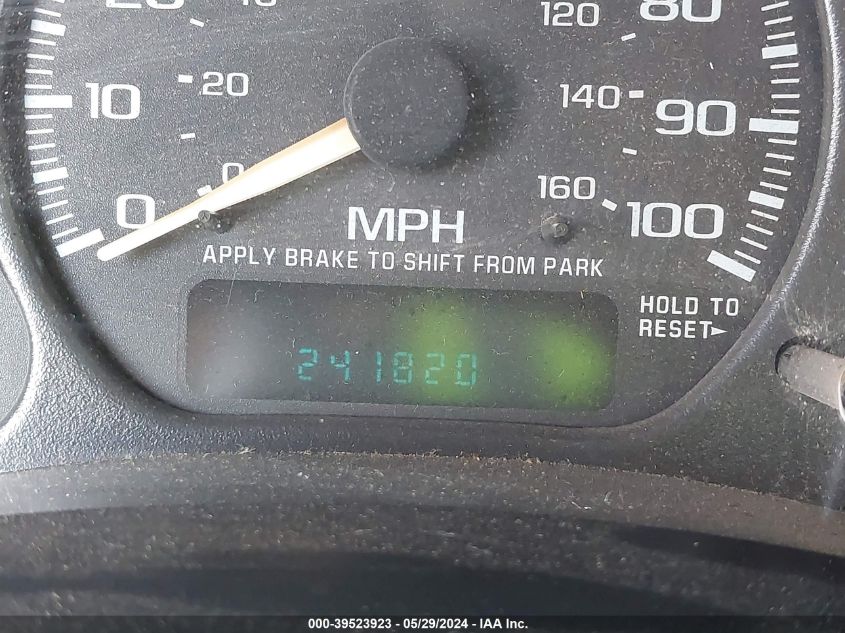 120
80
20
10
140
90
0
0
160
100
MPH
APPLY BRAKE TO SHIFT FROM PARK
HOLD TO
RESET
241820
000-39523923 - 05/29/2024 - IAA Inc.